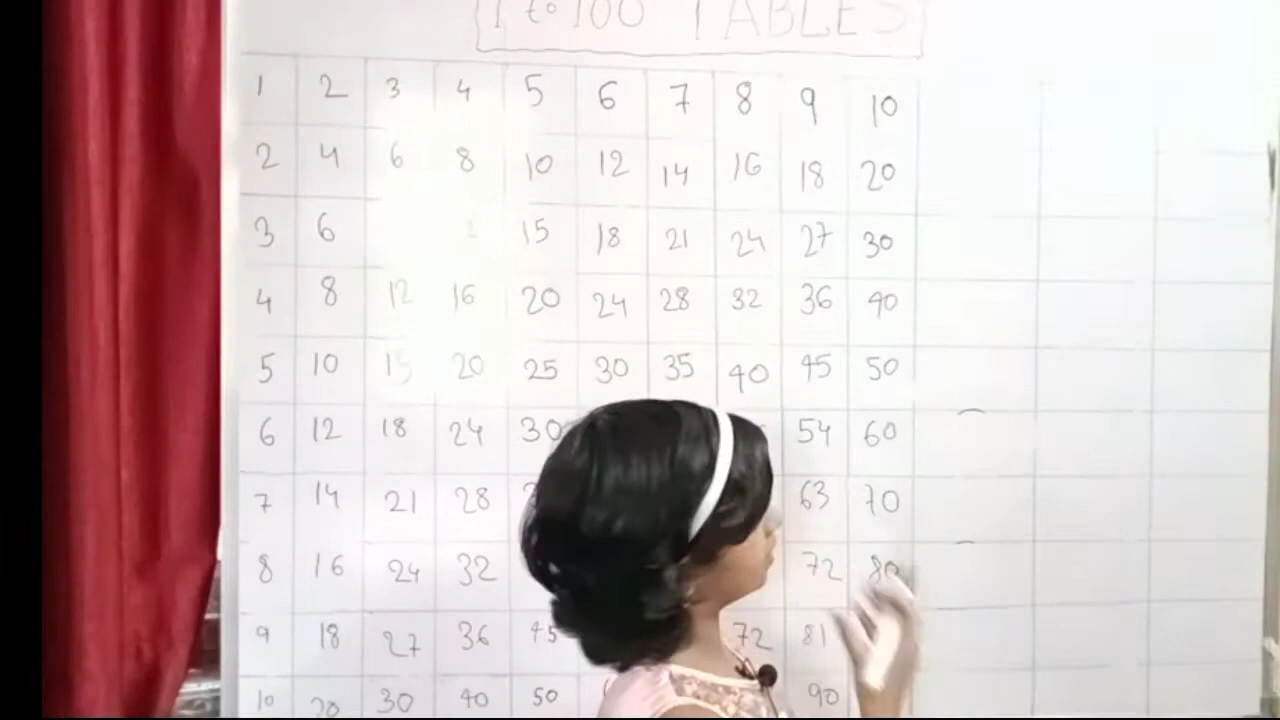 1 to 100 TABLES
1 2 3 4 5 6 7 8 9 10
2 4 6 8 10 12 14 16 18 20
3 6 15 18 21 24 27 30
4 8 12 16 20 24 28 32 36 40
5 10 15 20 25 30 35 40 45 50
6 12 18 24 30 54 60
7 14 21 28 63 70
8 16 24 32 72 80
9 18 27 36 45 72 81
10 20 30 40 50 90